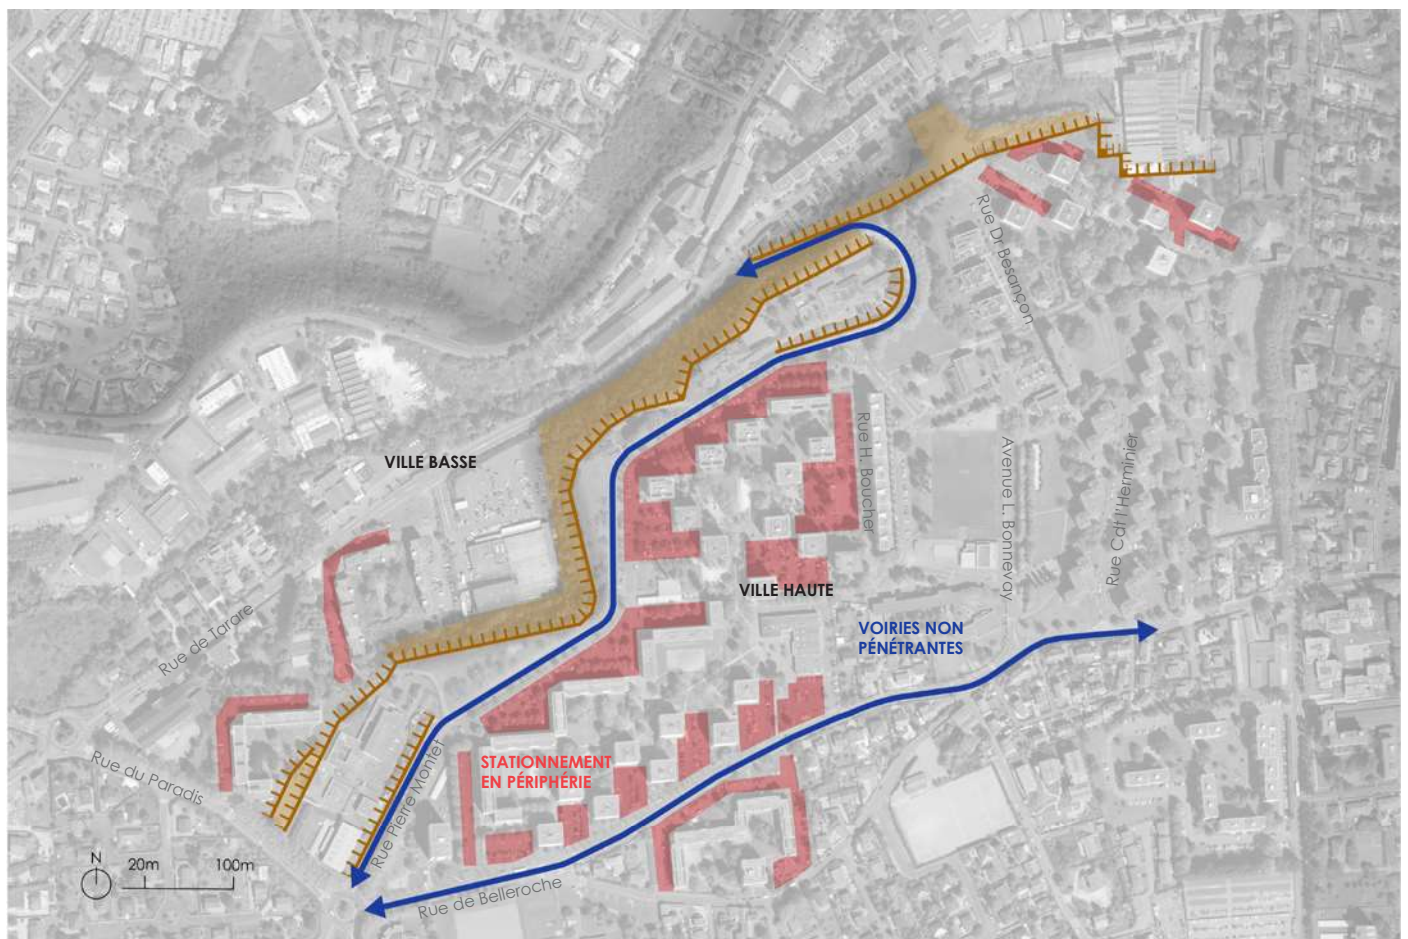 Rue Dr Besançon
VILLE BASSE
Rue H. Boucher
Avenue L. Bonnevay
Rue Cdt l'Herminier
VILLE HAUTE
Rue de Tarare
VOIRIES NON
PÉNÉTRANTES
Rue du Paradis
Rue Pierre Montet
STATIONNEMENT
EN PÉRIPHÉRIE
N
20m
100m
Rue de Belleroche